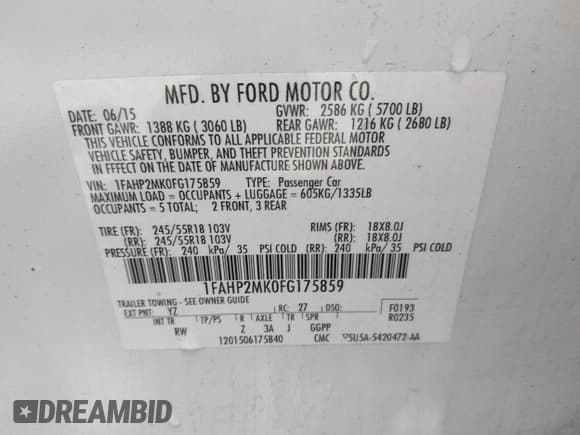 MFD. BY FORD MOTOR CO.
DATE: 06/15 GVWR: 2586 KG ( 5700 LB)
FRONT GAWR: 1388 KG ( 3060 LB) REAR GAWR: 1216 KG ( 2680 LB)
THIS VEHICLE CONFORMS TO ALL APPLICABLE FEDERAL MOTOR
VEHICLE SAFETY, BUMPER, AND THEFT PREVENTION STANDARDS
IN EFFECT ON THE DATE OF MANUFACTURE SHOWN ABOVE.
VIN: 1FAHP2MK0FG175859 TYPE: Passenger Car
MAXIMUM LOAD = OCCUPANTS + LUGGAGE = 605KG/1335LB
OCCUPANTS = 5 TOTAL; 2 FRONT, 3 REAR
TIRE (FR): 245/55R18 103V RIMS (FR): 18X8.0J
(RR): 245/55R18 103V (RR): 18X8.0J
PRESSURE (FR): 240 kPa/ 35 PSI COLD (RR): 240 kPa/ 35 PSI COLD
1FAHP2MK0FG175859
TRAILER TOWING - SEE OWNER GUIDE
EXT PNT: YZ RC: 27 DSO: F0193
INT TR TP/PS R AXLE TR SPR R0235
RW Z 3A J GGPP
1201506175840 CMC 5U5A-5420472-AA
DREAMBID